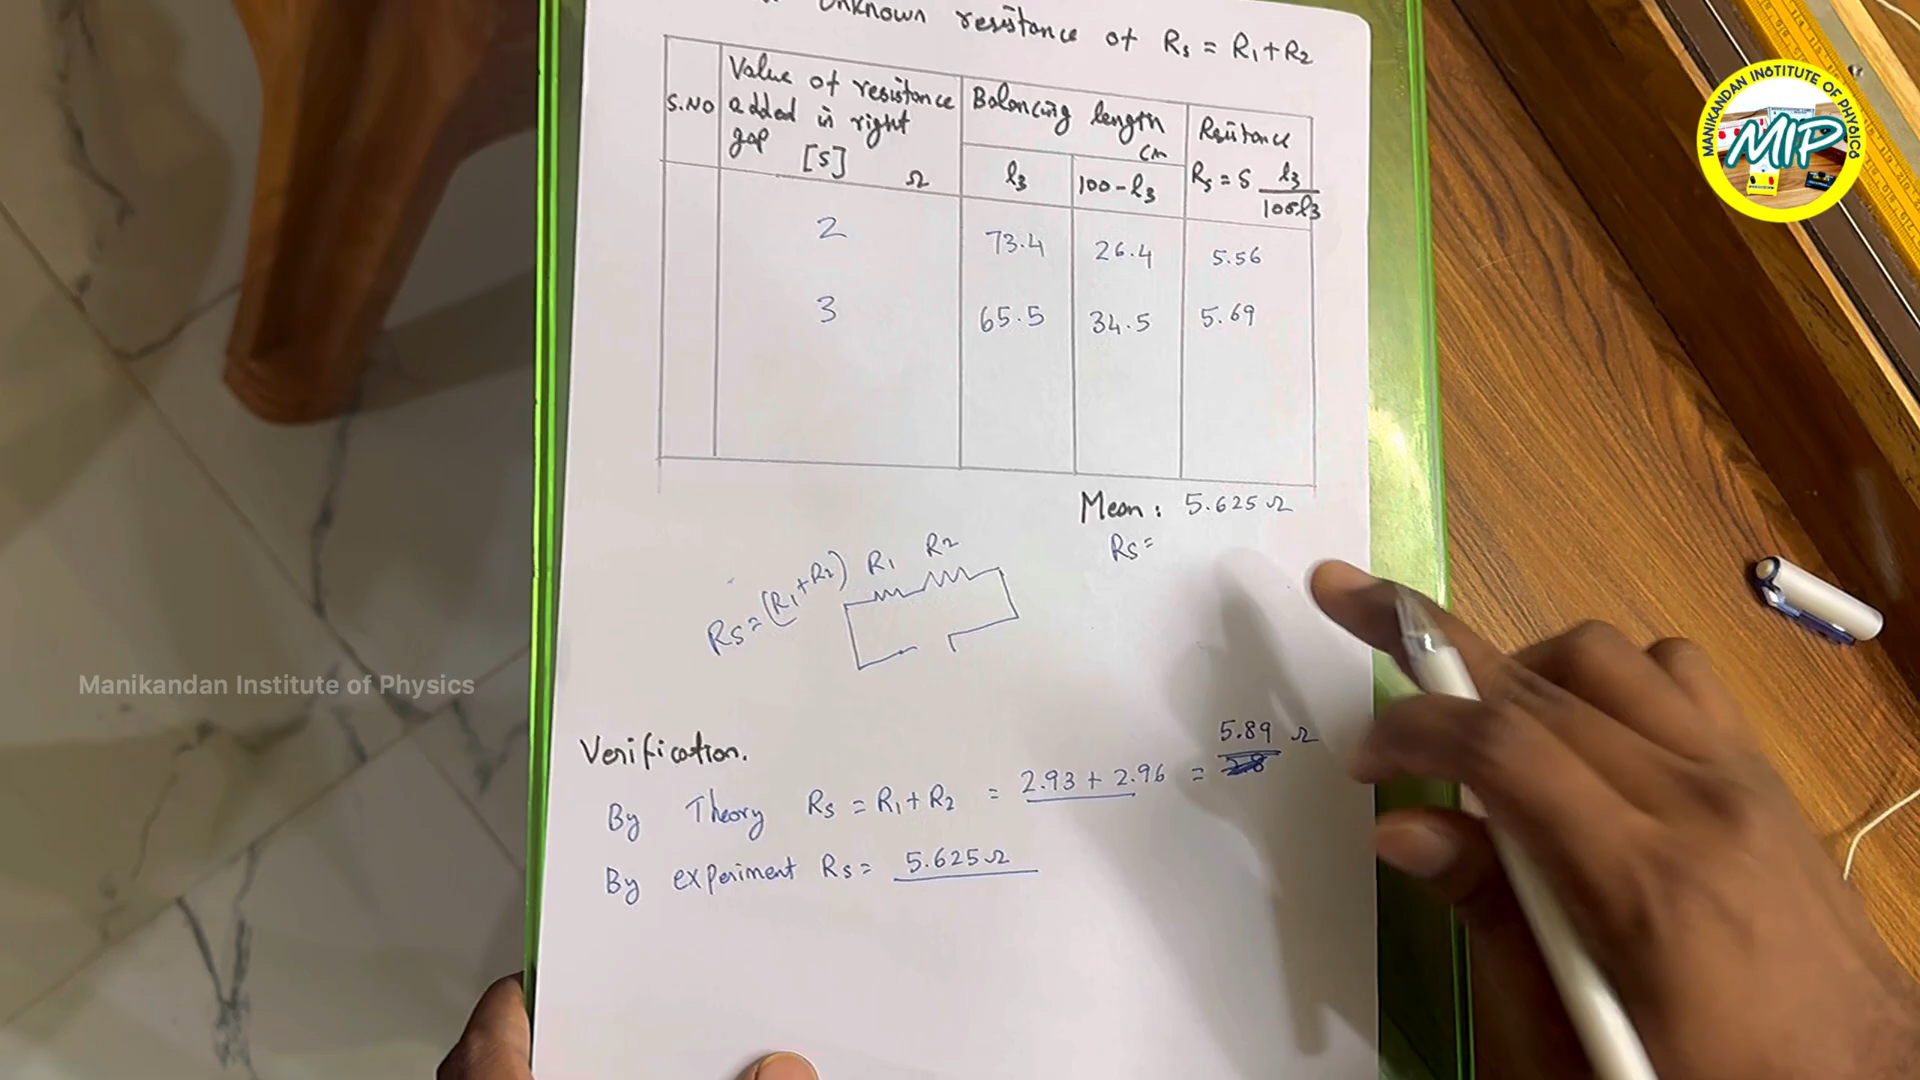 Unknown resistance of Rs = R1+R2
S.No
Value of resistance
added in right
gap [S] Ω
Balancing length
cm
l3
100-l3
Resistance
Rs = S l3/100-l3
2 73.4 26.4 5.56
3 65.5 34.5 5.69
Mean: 5.625 Ω
Rs=
Rs=(R1+R2) R1 R2
Verification.
By Theory Rs = R1+R2 = 2.93 + 2.96 = 5.89 Ω
By experiment Rs= 5.625Ω
MANIKANDAN INSTITUTE OF PHYSICS
MIP
Manikandan Institute of Physics